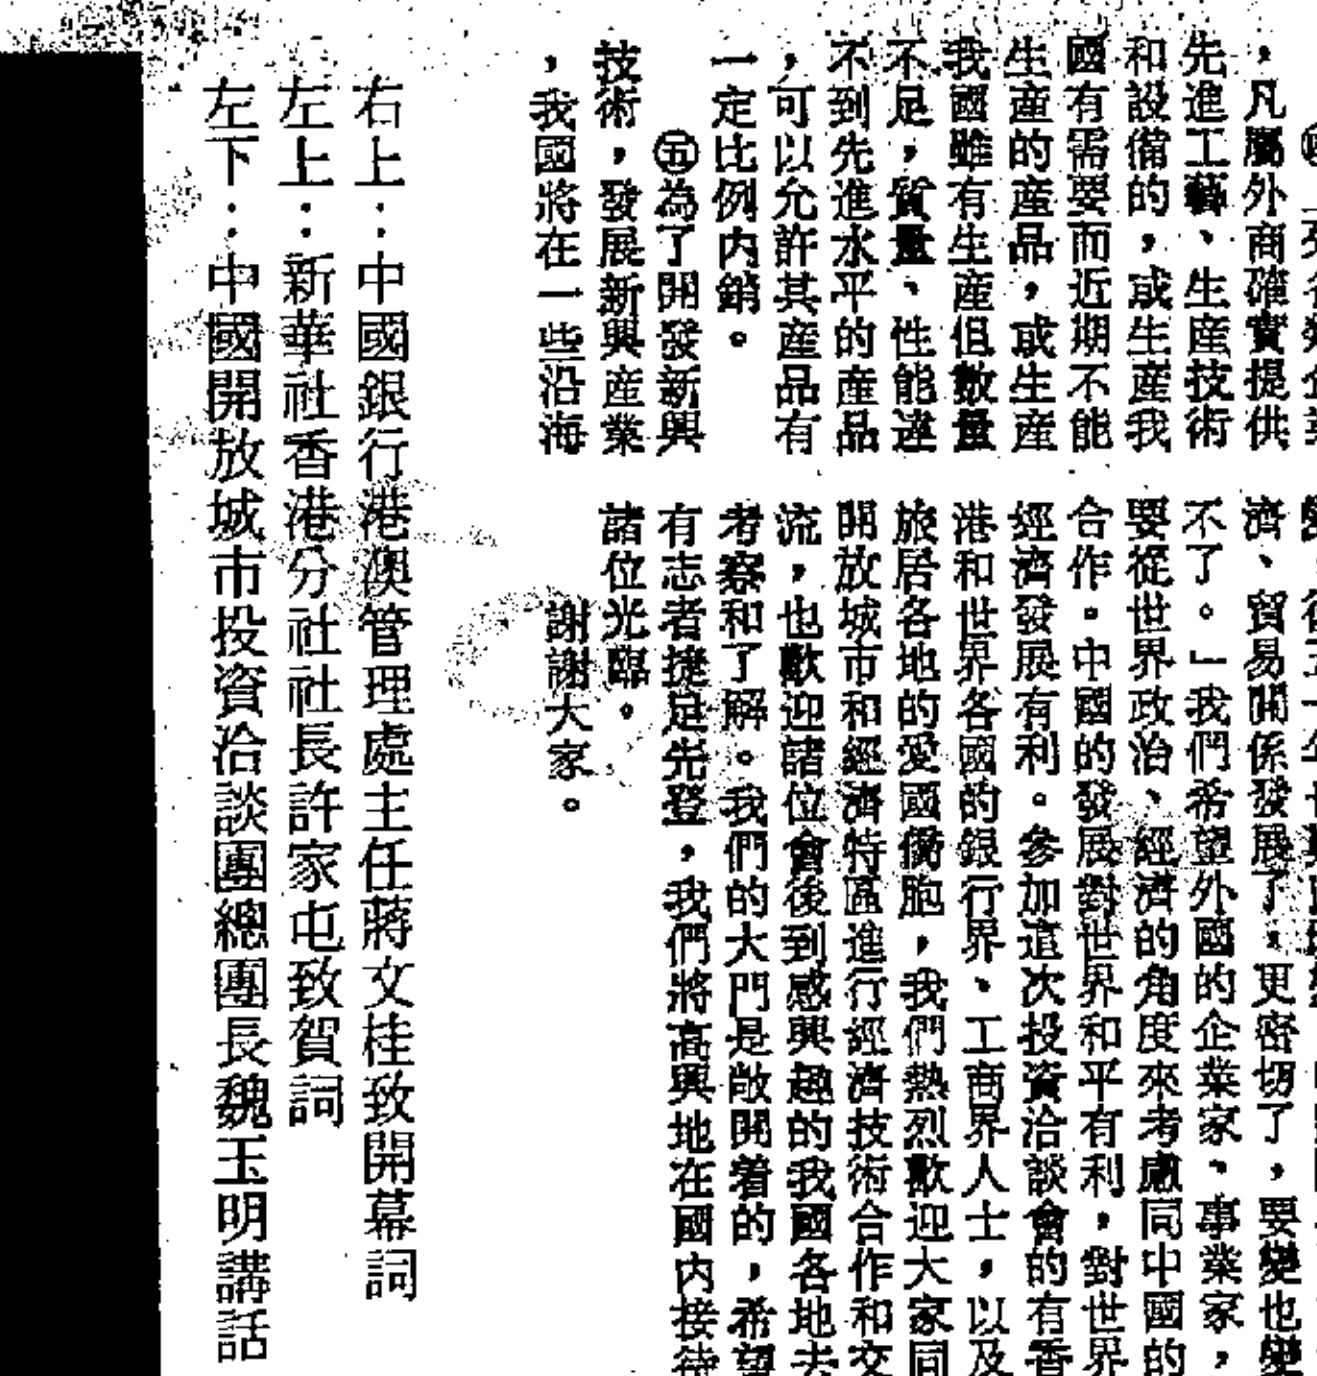 ，凡屬外商確實提供
先進工藝、生產技術
和設備的，或生產我
國有需要而近期不能
生產的產品，或生產
我國雖有生產但數量
不足，質量、性能達
不到先進水平的產品
，可以允許其產品有
一定比例内銷。
㊄為了開發新興
技術，發展新興產業
，我國將在一些沿海
濟、貿易關係發展了，更密切了，要變也變
不了。」我們希望外國的企業家、事業家，
要從世界政治、經濟的角度來考慮同中國的
合作。中國的發展對世界和平有利，對世界
經濟發展有利。參加這次投資洽談會的有香
港和世界各國的銀行界、工商界人士，以及
旅居各地的愛國僑胞，我們熱烈歡迎大家同
開放城市和經濟特區進行經濟技術合作和交
流，也歡迎諸位會後到感興趣的我國各地去
考察和了解。我們的大門是敞開着的，希望
有志者捷足先登，我們將高興地在國内接待
諸位光臨。
謝謝大家。
右上：中國銀行港澳管理處主任蔣文桂致開幕詞
左上：新華社香港分社社長許家屯致賀詞
左下：中國開放城市投資洽談團總團長魏玉明講話